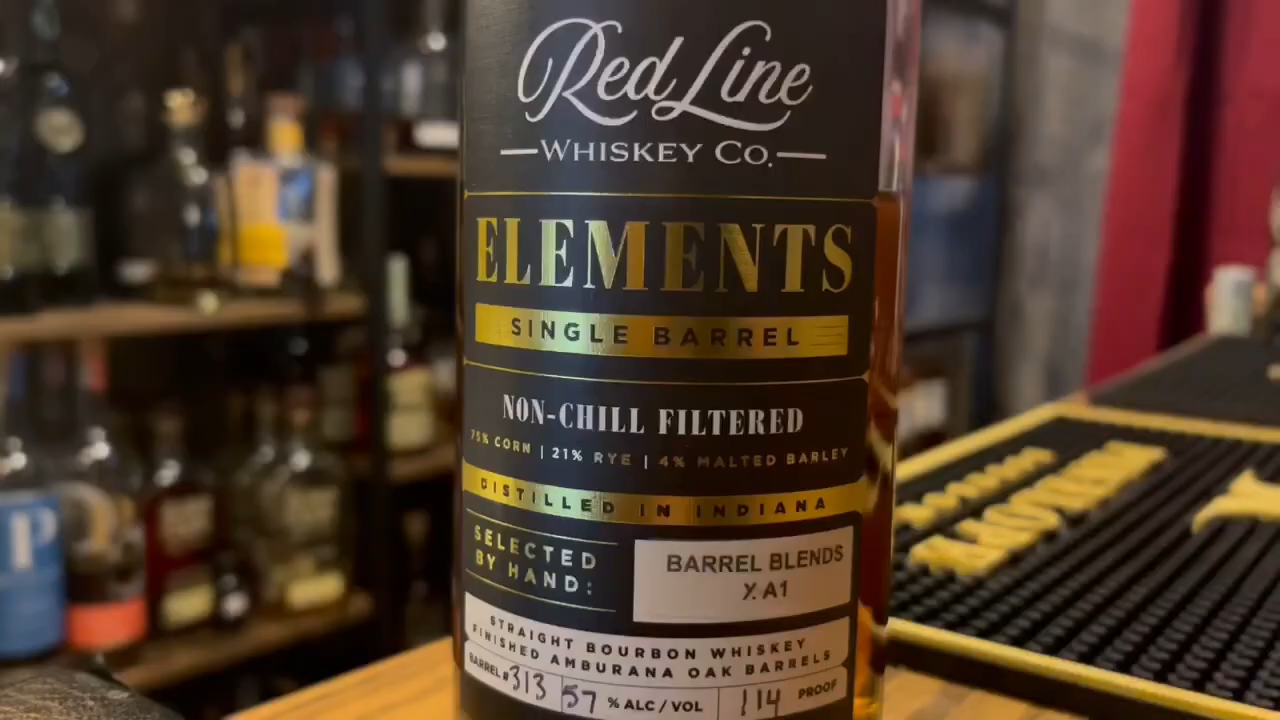 Red Line
WHISKEY CO.
ELEMENTS
SINGLE BARREL
NON-CHILL FILTERED
75% CORN | 21% RYE | 4% MALTED BARLEY
DISTILLED IN INDIANA
SELECTED
BY HAND:
BARREL BLENDS
X A1
STRAIGHT BOURBON WHISKEY
FINISHED AMBURANA OAK BARRELS
BARREL# 313 57 % ALC / VOL 114 PROOF
P